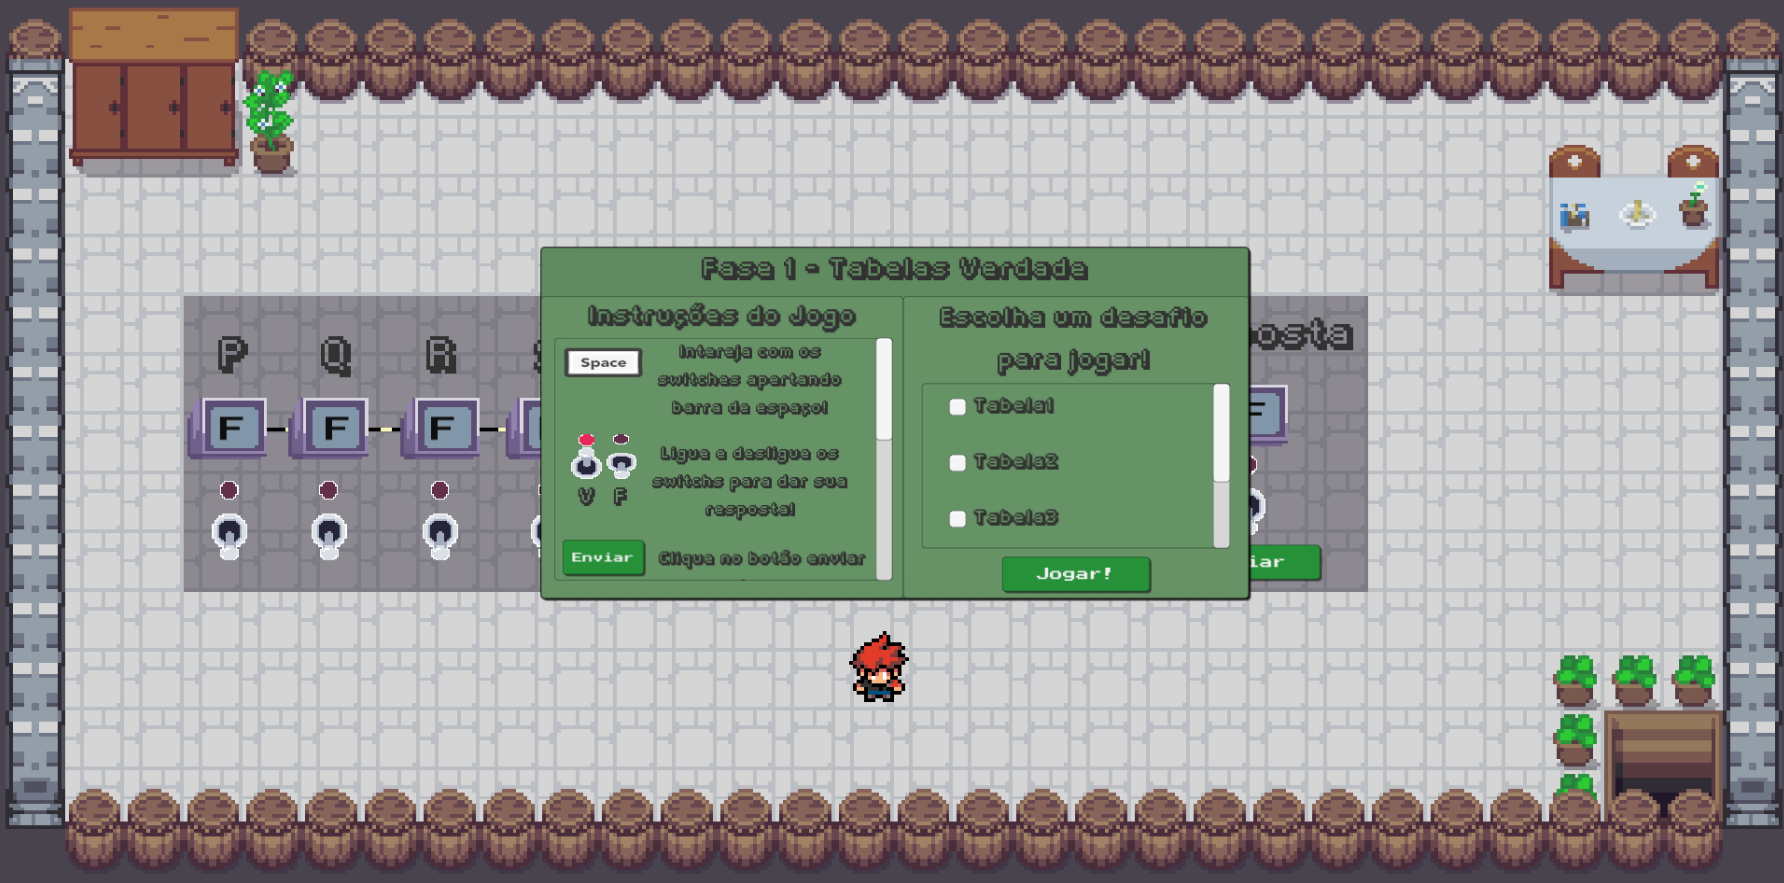 Fase 1 - Tabelas Verdade
Instruções do Jogo
Space
Intereja com os
switches apertando
barra de espaço!
Ligue e desligue os
switchs para dar sua
resposta!
V F
Enviar
Clique no botão enviar
Escolha um desafio
para jogar!
Tabela1
Tabela2
Tabela3
Jogar!
P Q R
F F F
osta
F
iar